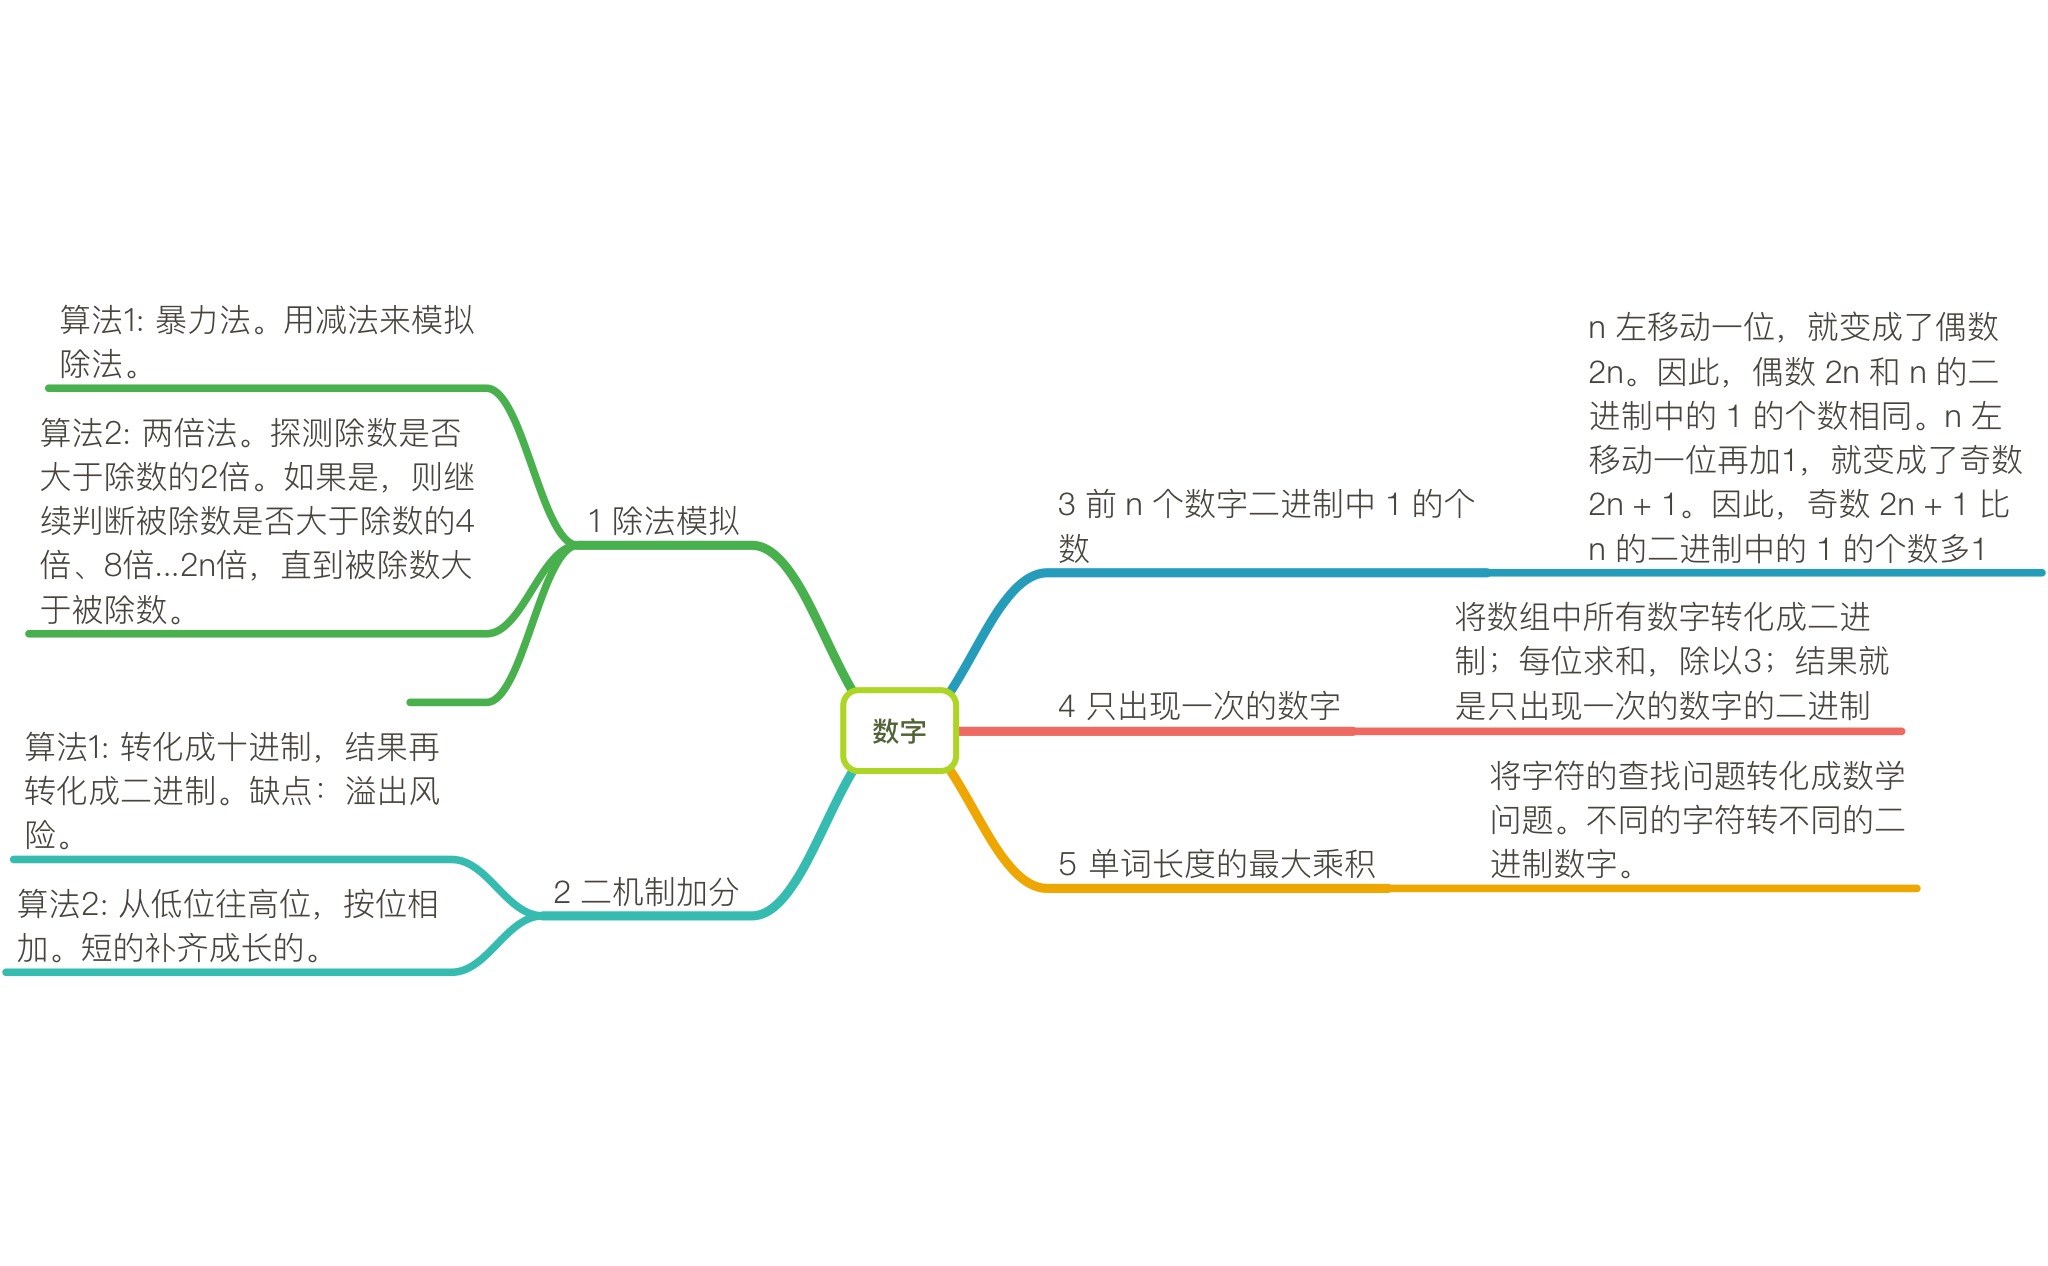 数字
1 除法模拟
算法1: 暴力法。用减法来模拟
除法。
算法2: 两倍法。探测除数是否
大于除数的2倍。如果是，则继
续判断被除数是否大于除数的4
倍、8倍...2n倍，直到被除数大
于被除数。
2 二机制加分
算法1: 转化成十进制，结果再
转化成二进制。缺点：溢出风
险。
算法2: 从低位往高位，按位相
加。短的补齐成长的。
3 前 n 个数字二进制中 1 的个
数
n 左移动一位，就变成了偶数
2n。因此，偶数 2n 和 n 的二
进制中的 1 的个数相同。n 左
移动一位再加1，就变成了奇数
2n + 1。因此，奇数 2n + 1 比
n 的二进制中的 1 的个数多1
4 只出现一次的数字
将数组中所有数字转化成二进
制；每位求和，除以3；结果就
是只出现一次的数字的二进制
5 单词长度的最大乘积
将字符的查找问题转化成数学
问题。不同的字符转不同的二
进制数字。